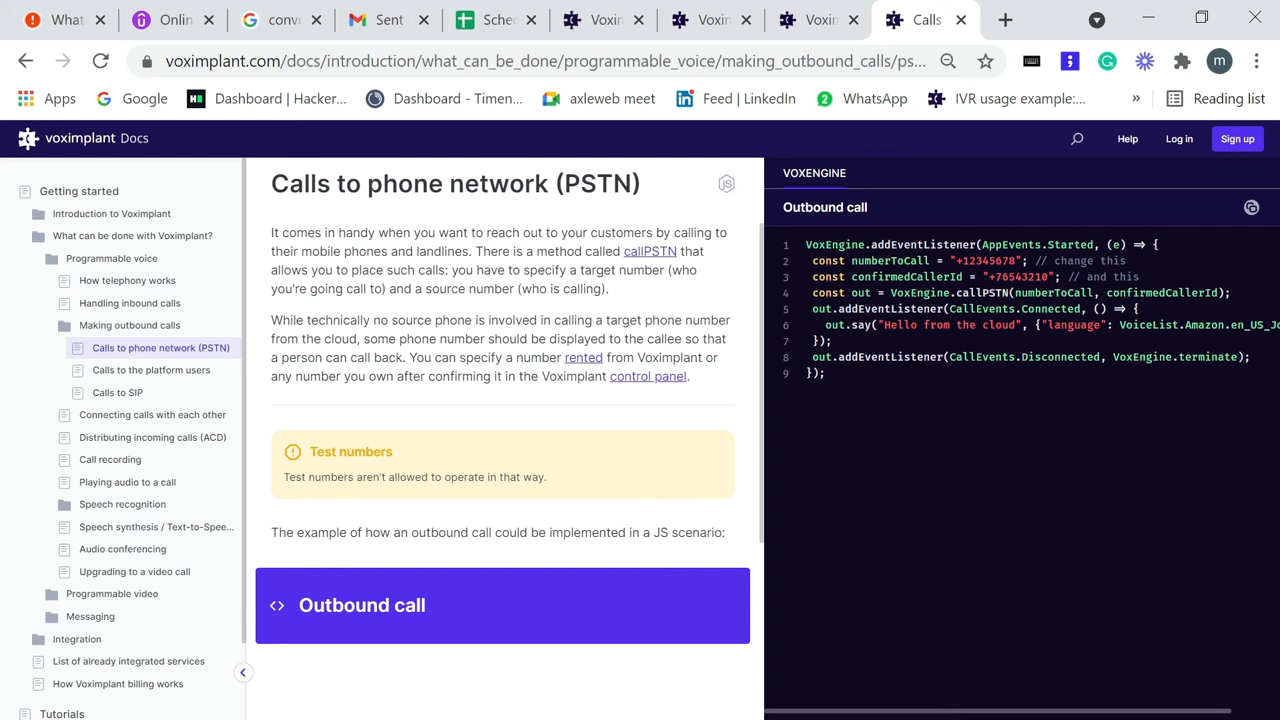 What
Onlin
conve
Sent
Sched
Voxin
Voxin
Voxin
Calls
voximplant.com/docs/introduction/what_can_be_done/programmable_voice/making_outbound_calls/ps...
m
Apps
Google
Dashboard | Hacker...
Dashboard - Timen...
axleweb meet
Feed | LinkedIn
WhatsApp
IVR usage example:...
»
Reading list
voximplant Docs
Help
Log in
Sign up
Getting started
Introduction to Voximplant
What can be done with Voximplant?
Programmable voice
How telephony works
Handling inbound calls
Making outbound calls
Calls to phone network (PSTN)
Calls to the platform users
Calls to SIP
Connecting calls with each other
Distributing incoming calls (ACD)
Call recording
Playing audio to a call
Speech recognition
Speech synthesis / Text-to-Spee...
Audio conferencing
Upgrading to a video call
Programmable video
Messaging
Integration
List of already integrated services
How Voximplant billing works
Tutorials
Calls to phone network (PSTN)
It comes in handy when you want to reach out to your customers by calling to
their mobile phones and landlines. There is a method called callPSTN that
allows you to place such calls: you have to specify a target number (who
you're going call to) and a source number (who is calling).
While technically no source phone is involved in calling a target phone number
from the cloud, some phone number should be displayed to the callee so that
a person can call back. You can specify a number rented from Voximplant or
any number you own after confirming it in the Voximplant control panel.
Test numbers
Test numbers aren't allowed to operate in that way.
The example of how an outbound call could be implemented in a JS scenario:
<> Outbound call
VOXENGINE
Outbound call
1 VoxEngine.addEventListener(AppEvents.Started, (e) => {
2 const numberToCall = "+12345678"; // change this
3 const confirmedCallerId = "+76543210"; // and this
4 const out = VoxEngine.callPSTN(numberToCall, confirmedCallerId);
5 out.addEventListener(CallEvents.Connected, () => {
6 out.say("Hello from the cloud", {"language": VoiceList.Amazon.en_US_Jo
7 });
8 out.addEventListener(CallEvents.Disconnected, VoxEngine.terminate);
9 });